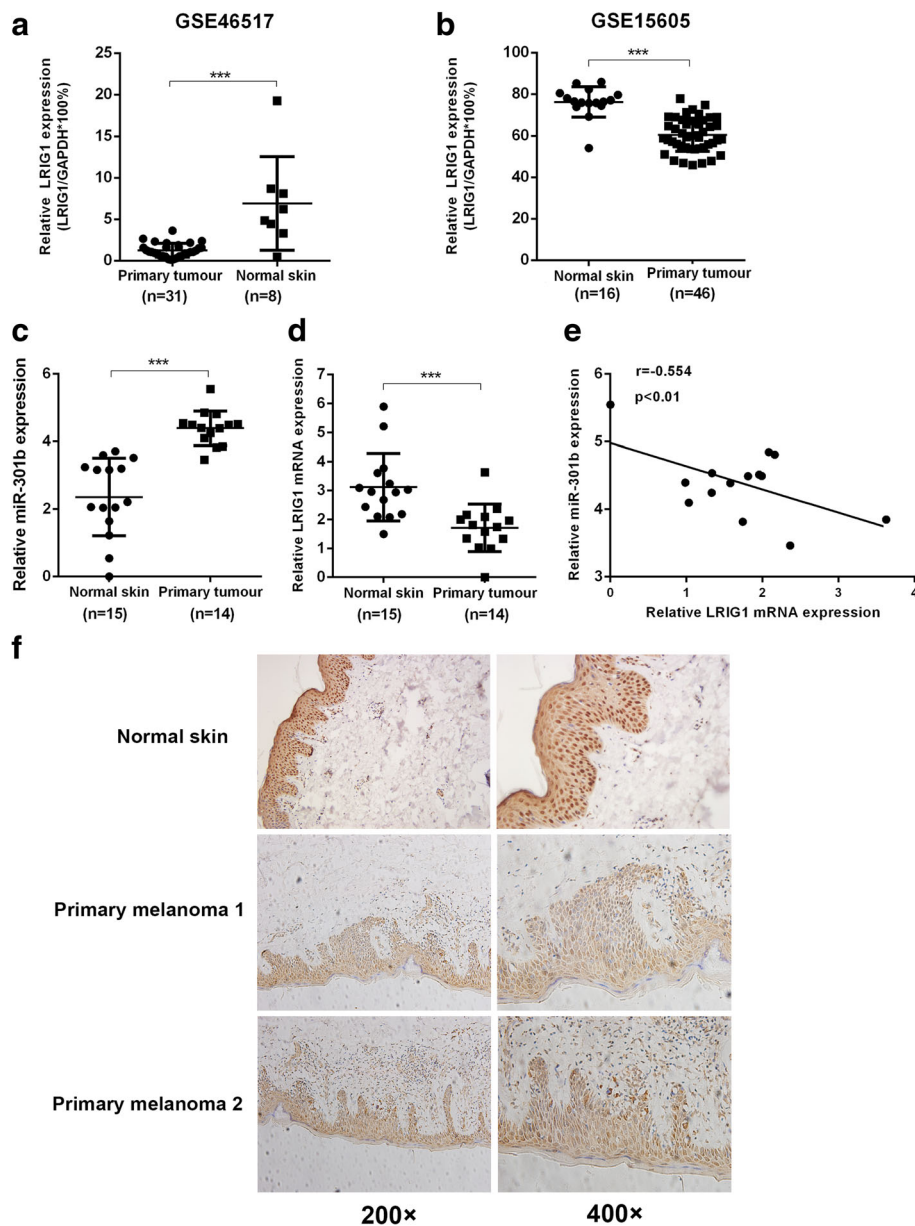 a
GSE46517
Relative LRIG1 expression
(LRIG1/GAPDH*100%)
25
20
15
10
5
0
***
Primary tumour
(n=31)
Normal skin
(n=8)
b
GSE15605
Relative LRIG1 expression
(LRIG1/GAPDH*100%)
100
80
60
40
20
0
***
Normal skin
(n=16)
Primary tumour
(n=46)
c
Relative miR-301b expression
6
4
2
0
***
Normal skin
(n=15)
Primary tumour
(n=14)
d
Relative LRIG1 mRNA expression
7
6
5
4
3
2
1
0
***
Normal skin
(n=15)
Primary tumour
(n=14)
e
Relative miR-301b expression
6
5
4
3
r=-0.554
p<0.01
0
1
2
3
4
Relative LRIG1 mRNA expression
f
Normal skin
Primary melanoma 1
Primary melanoma 2
200×
400×